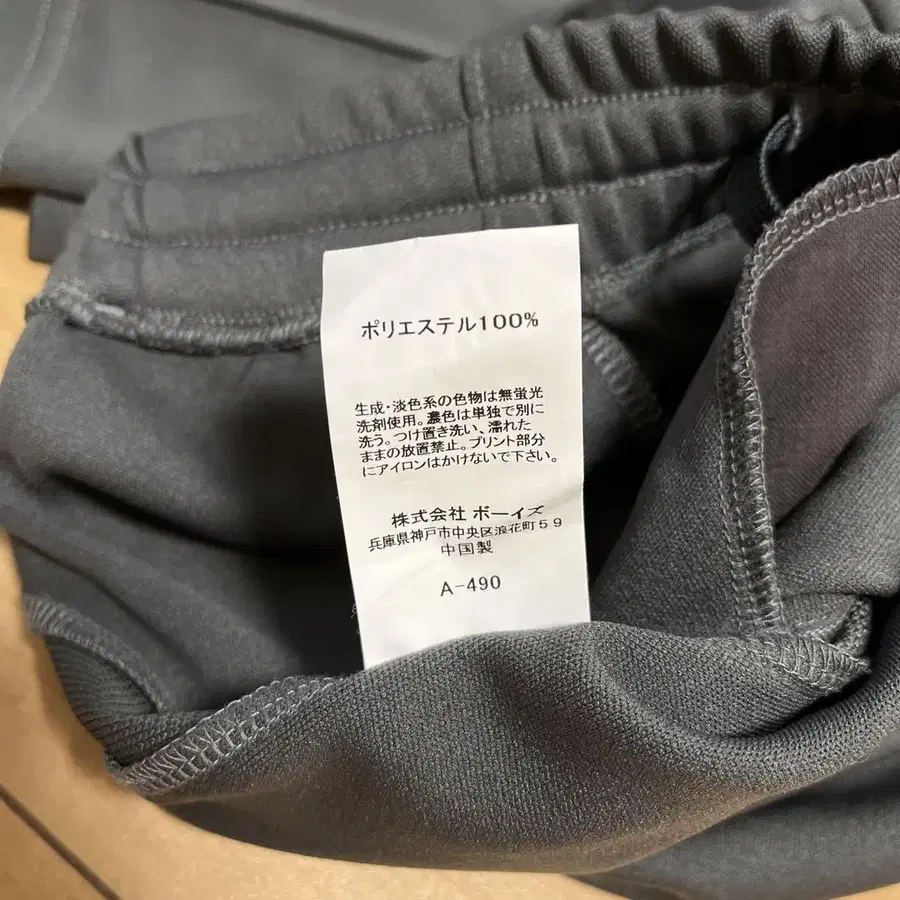 ポリエステル100%
生成・淡色系の色物は無蛍光
洗剤使用。濃色は単独で別に
洗う。つけ置き洗い、濡れた
ままの放置禁止。プリント部分
にアイロンはかけないで下さい。
株式会社 ボーイズ
兵庫県神戸市中央区浪花町59
中国製
A-490